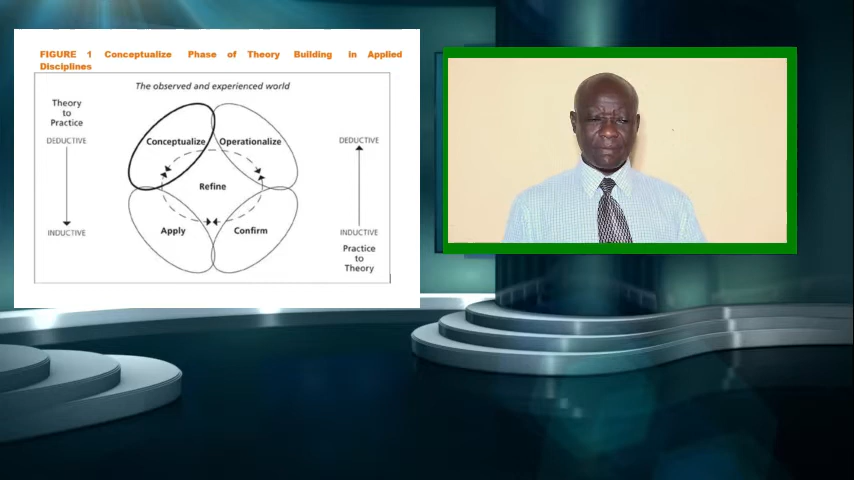 FIGURE 1 Conceptualize Phase of Theory Building in Applied
Disciplines
The observed and experienced world
Theory
to
Practice
DEDUCTIVE
INDUCTIVE
Conceptualize
Operationalize
Refine
Apply
Confirm
DEDUCTIVE
INDUCTIVE
Practice
to
Theory